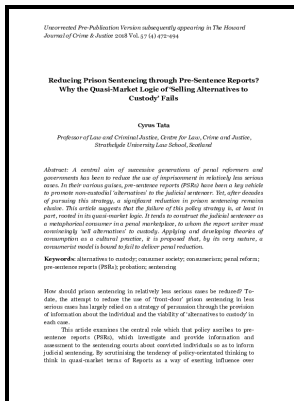 Uncorrected Pre-Publication Version subsequently appearing in The Howard
Journal of Crime & Justice 2018 Vol. 57 (4) 472-494
Reducing Prison Sentencing through Pre-Sentence Reports?
Why the Quasi-Market Logic of ‘Selling Alternatives to
Custody’ Fails
Cyrus Tata
Professor of Law and Criminal Justice, Centre for Law, Crime and Justice,
Strathclyde University Law School, Scotland
Abstract: A central aim of successive generations of penal reformers and
governments has been to reduce the use of imprisonment in relatively less serious
cases. In their various guises, pre-sentence reports (PSRs) have been a key vehicle
to promote non-custodial ‘alternatives’ to the judicial sentencer. Yet, after decades
of pursuing this strategy, a significant reduction in prison sentencing remains
elusive. This article suggests that the failure of this policy strategy is, at least in
part, rooted in its quasi-market logic. It tends to construct the judicial sentencer as
a metaphorical consumer in a penal marketplace, to whom the report writer must
convincingly ‘sell alternatives’ to custody. Applying and developing theories of
consumption as a cultural practice, it is proposed that, by its very nature, a
consumerist model is bound to fail to deliver penal reduction.
Keywords: alternatives to custody; consumer society; consumerism; penal reform;
pre-sentence reports (PSRs); probation; sentencing
How should prison sentencing in relatively less serious cases be reduced? To-
date, the attempt to reduce the use of ‘front-door’ prison sentencing in less
serious cases has largely relied on a strategy of persuasion through the provision
of information about the individual and the viability of ‘alternatives to custody’ in
each case.
This article examines the central role which that policy ascribes to pre-
sentence reports (PSRs), which investigate and provide information and
assessment to the sentencing courts about convicted individuals so as to inform
judicial sentencing. By scrutinising the tendency of policy-oriented thinking to
think in quasi-market terms of Reports as a way of exerting influence over